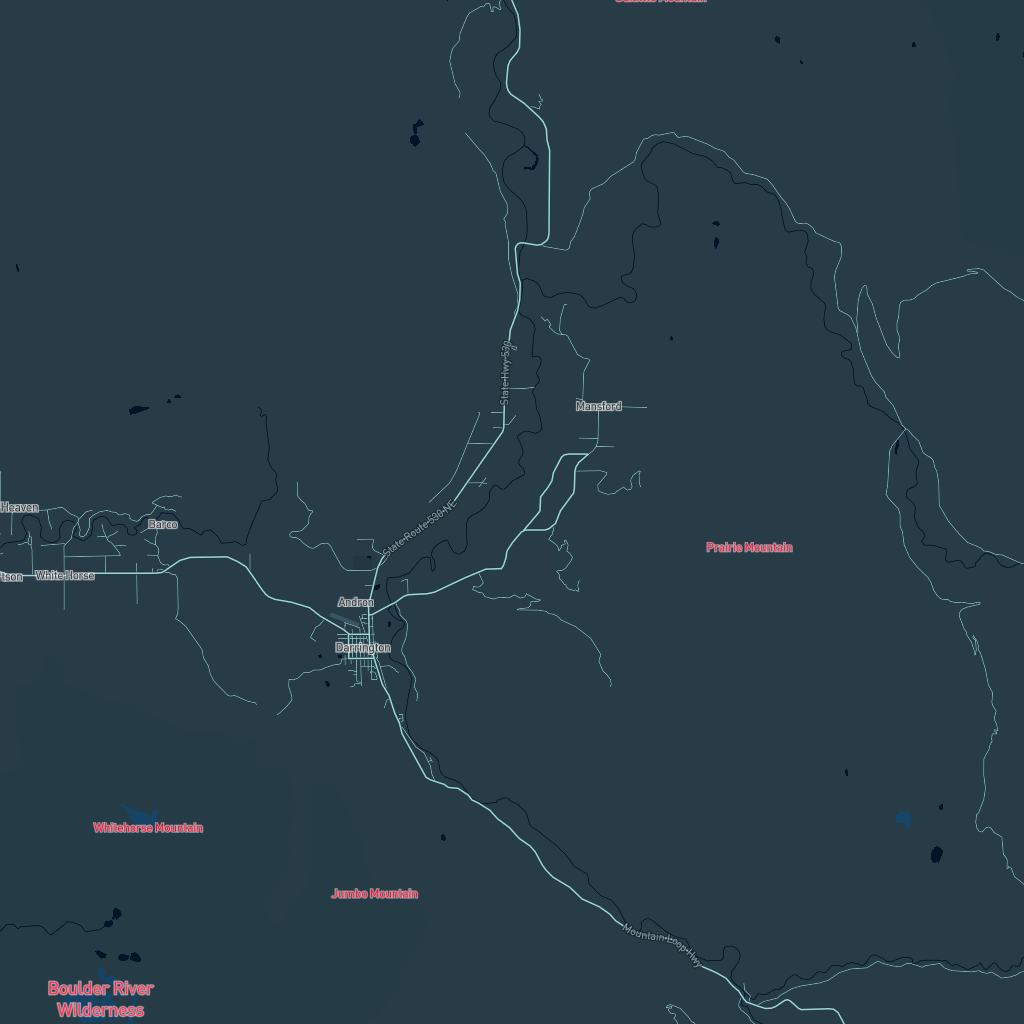 State Hwy 530
Mansford
Heaven
Barco
State Route 530 NE
Prairie Mountain
White Horse
Andron
Darrington
Whitehorse Mountain
Jumbo Mountain
Mountain Loop Hwy
Boulder River
Wilderness